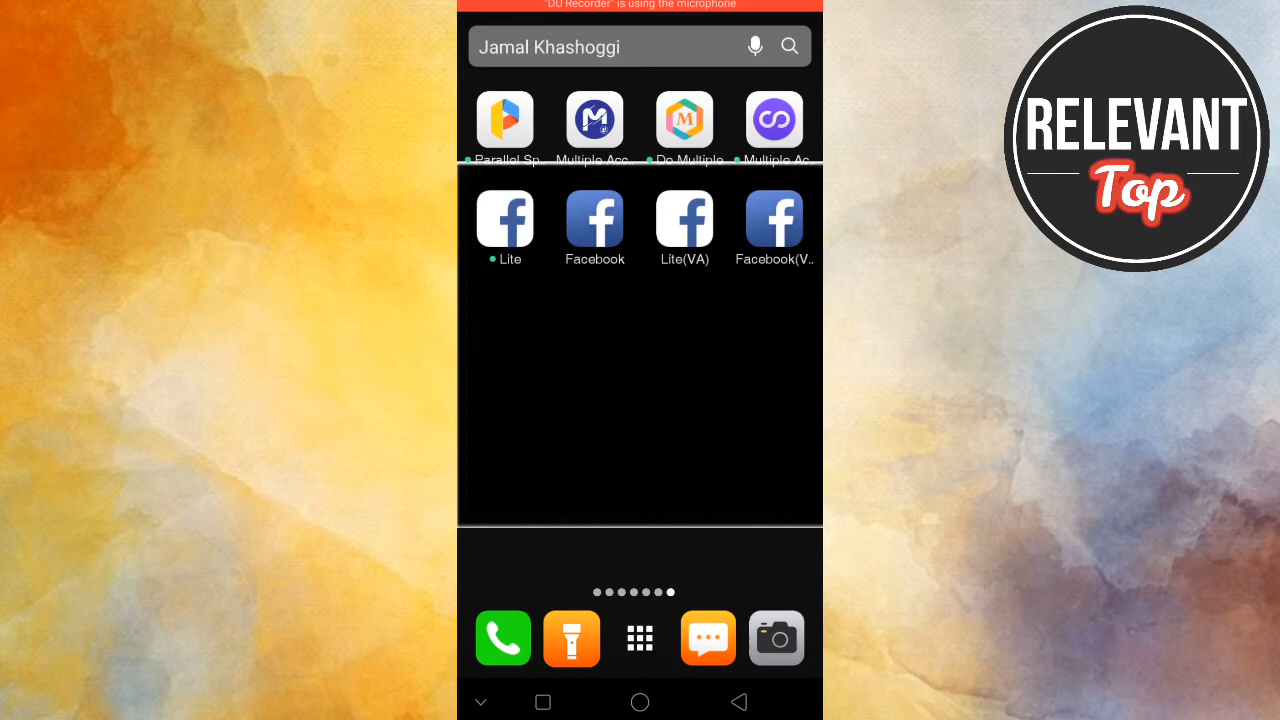 "DU Recorder" is using the microphone
Jamal Khashoggi
Parallel Sp..
Multiple Acc..
Do Multiple
Multiple Ac..
Lite
Facebook
Lite(VA)
Facebook(V..
RELEVANT
Top